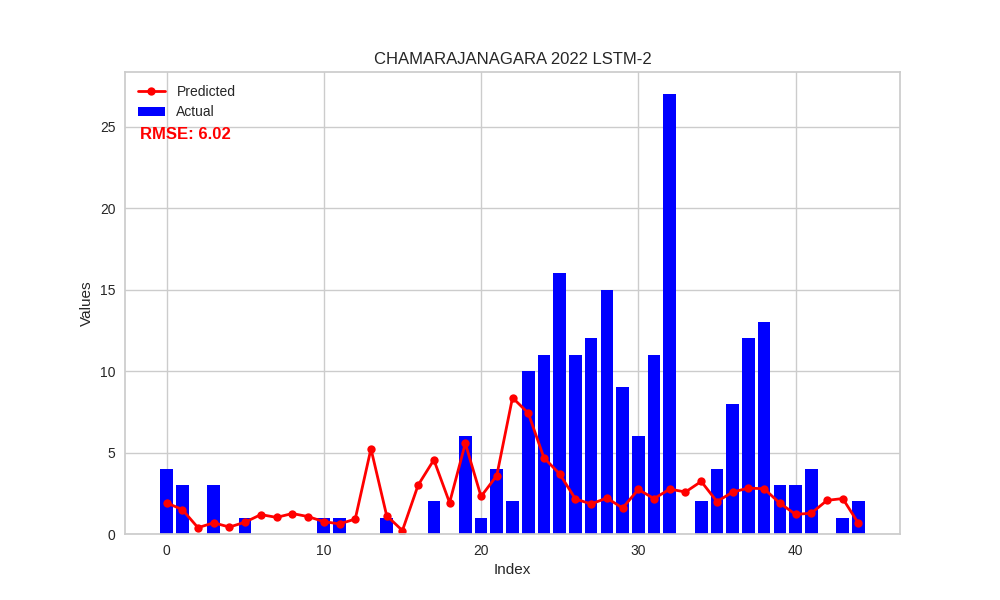 CHAMARAJANAGARA 2022 LSTM-2
Predicted
Actual
RMSE: 6.02
Values
25
20
15
10
5
0
0 10 20 30 40
Index